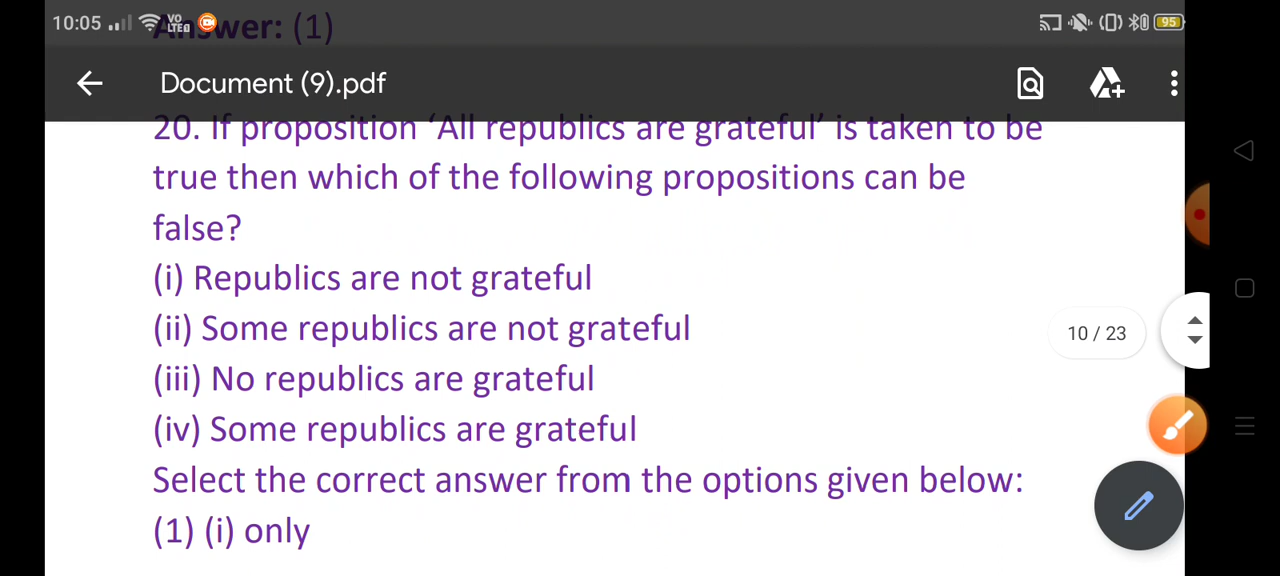 10:05 VO LTE 95
Answer: (1)
Document (9).pdf
20. If proposition ‘All republics are grateful’ is taken to be
true then which of the following propositions can be
false?
(i) Republics are not grateful
(ii) Some republics are not grateful
10 / 23
(iii) No republics are grateful
(iv) Some republics are grateful
Select the correct answer from the options given below:
(1) (i) only